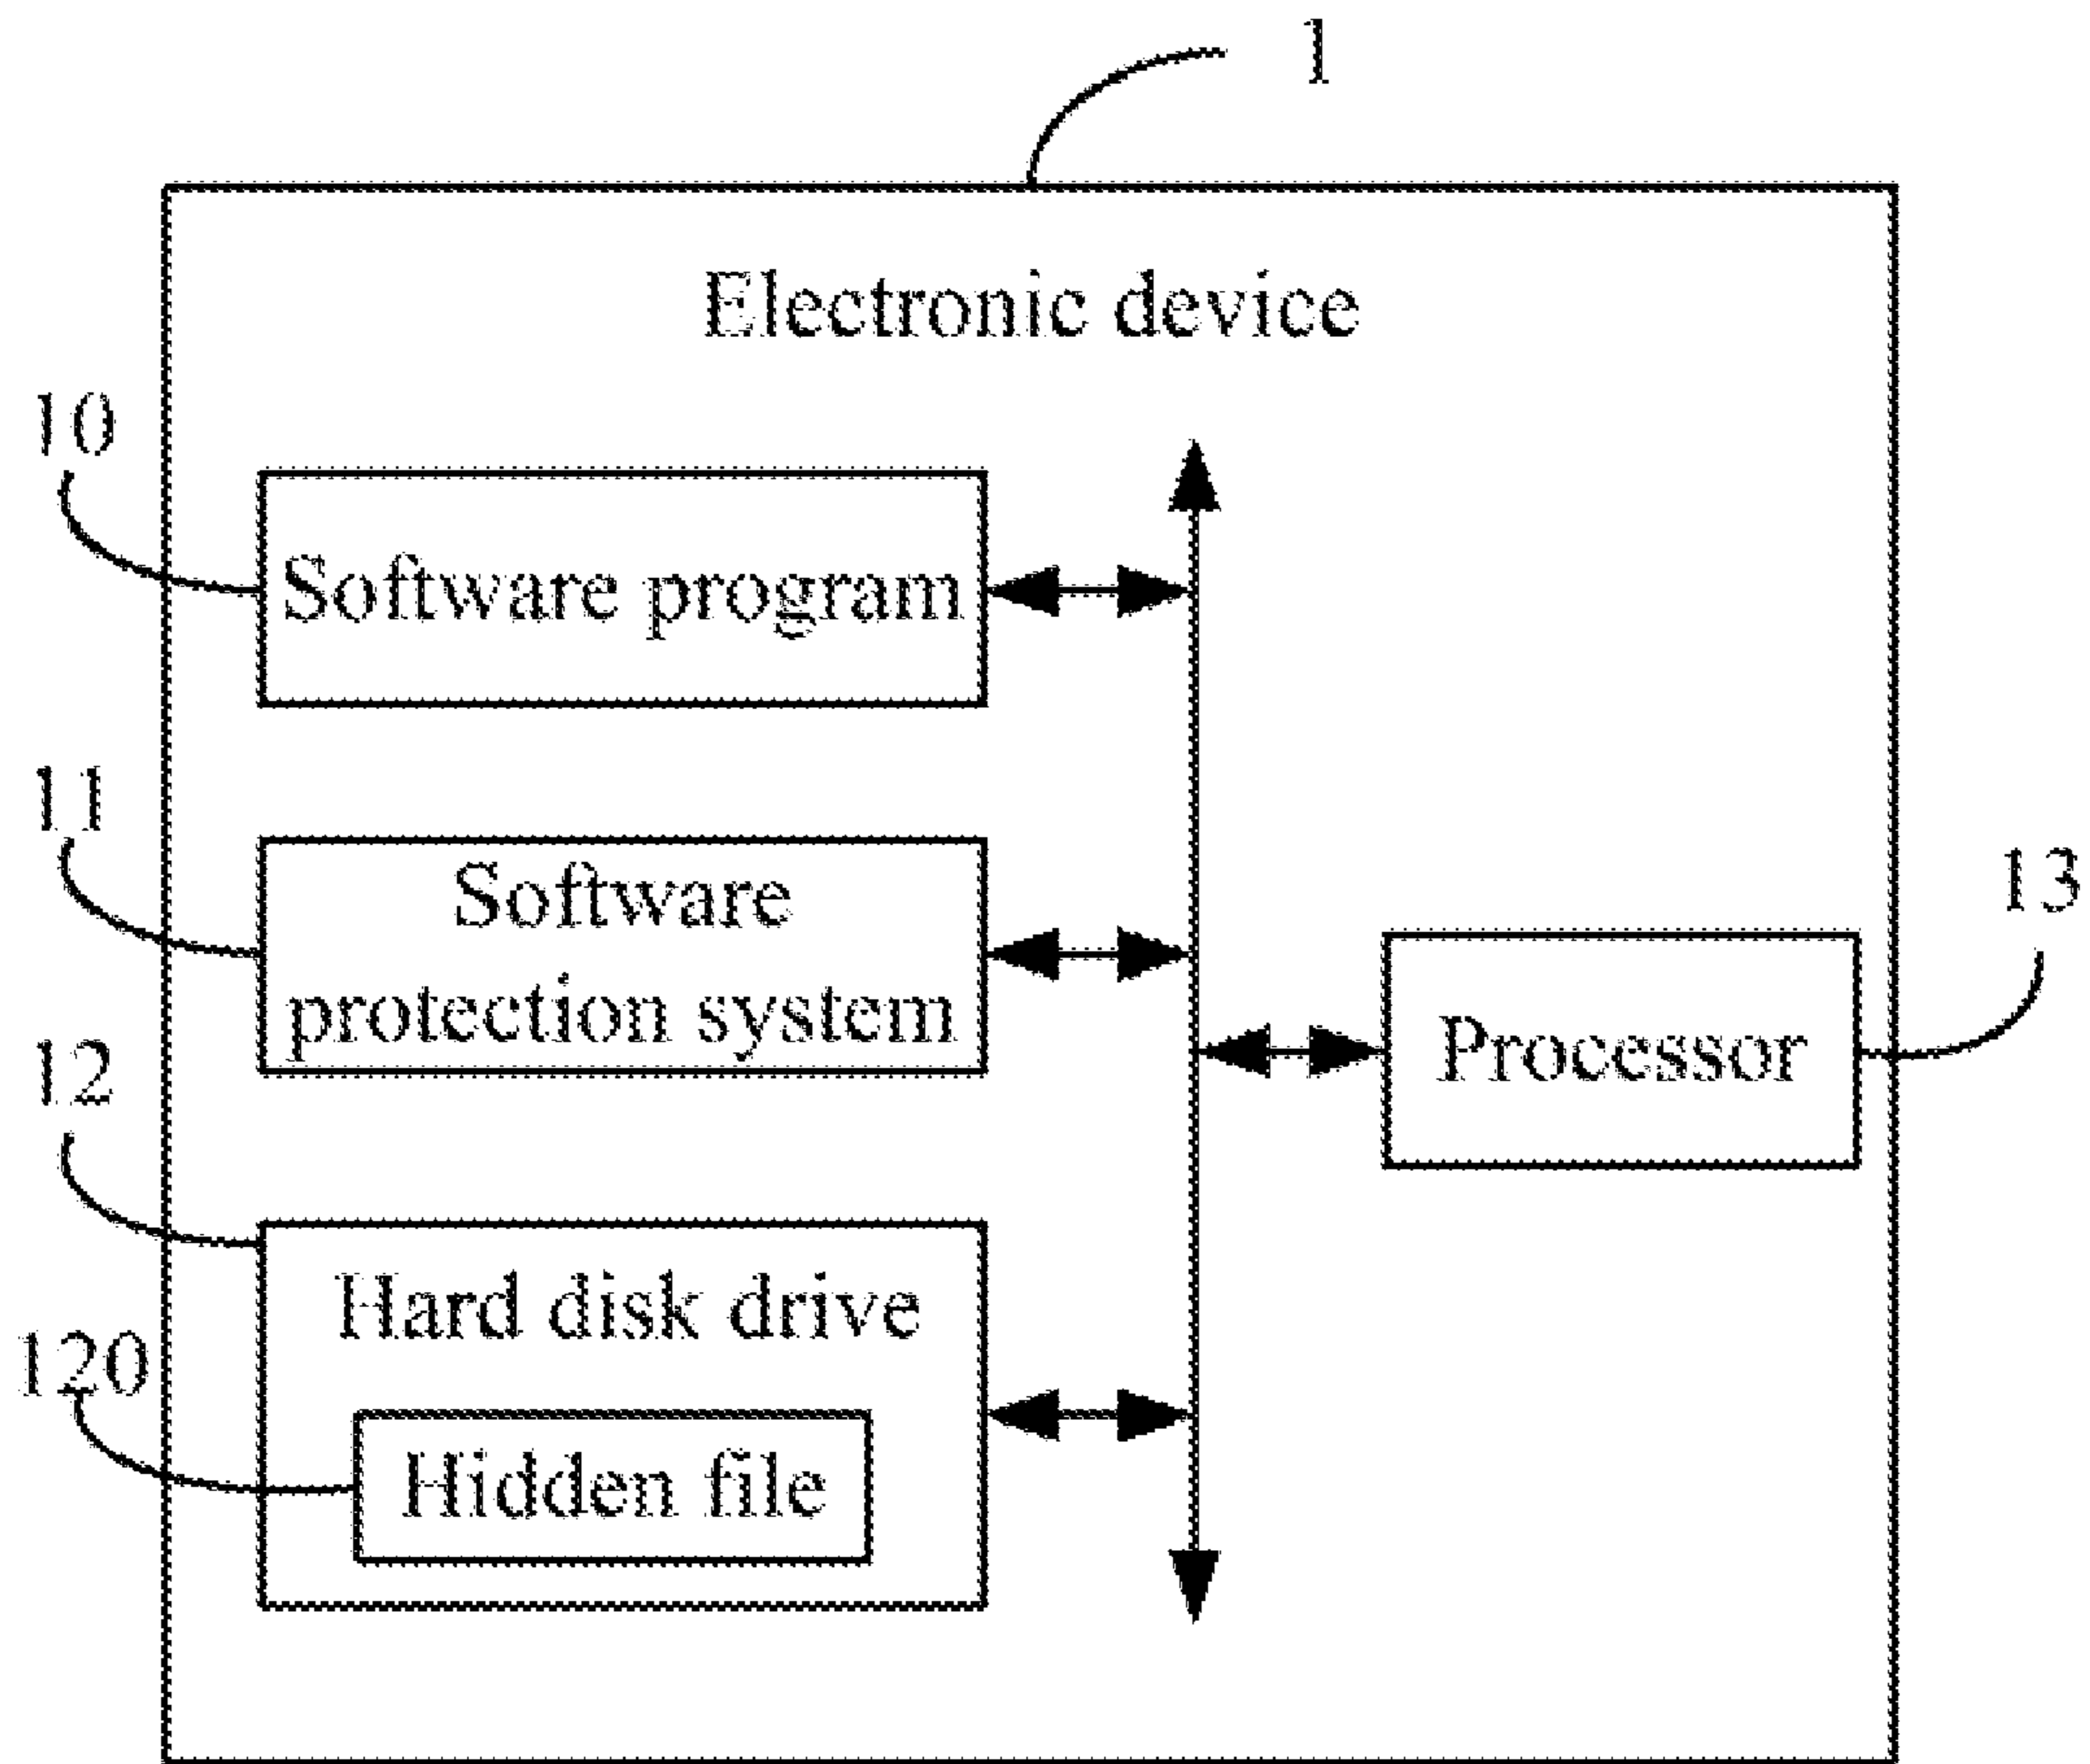 1
Electronic device
10
Software program
11
Software
protection system
13
Processor
12
Hard disk drive
120
Hidden file